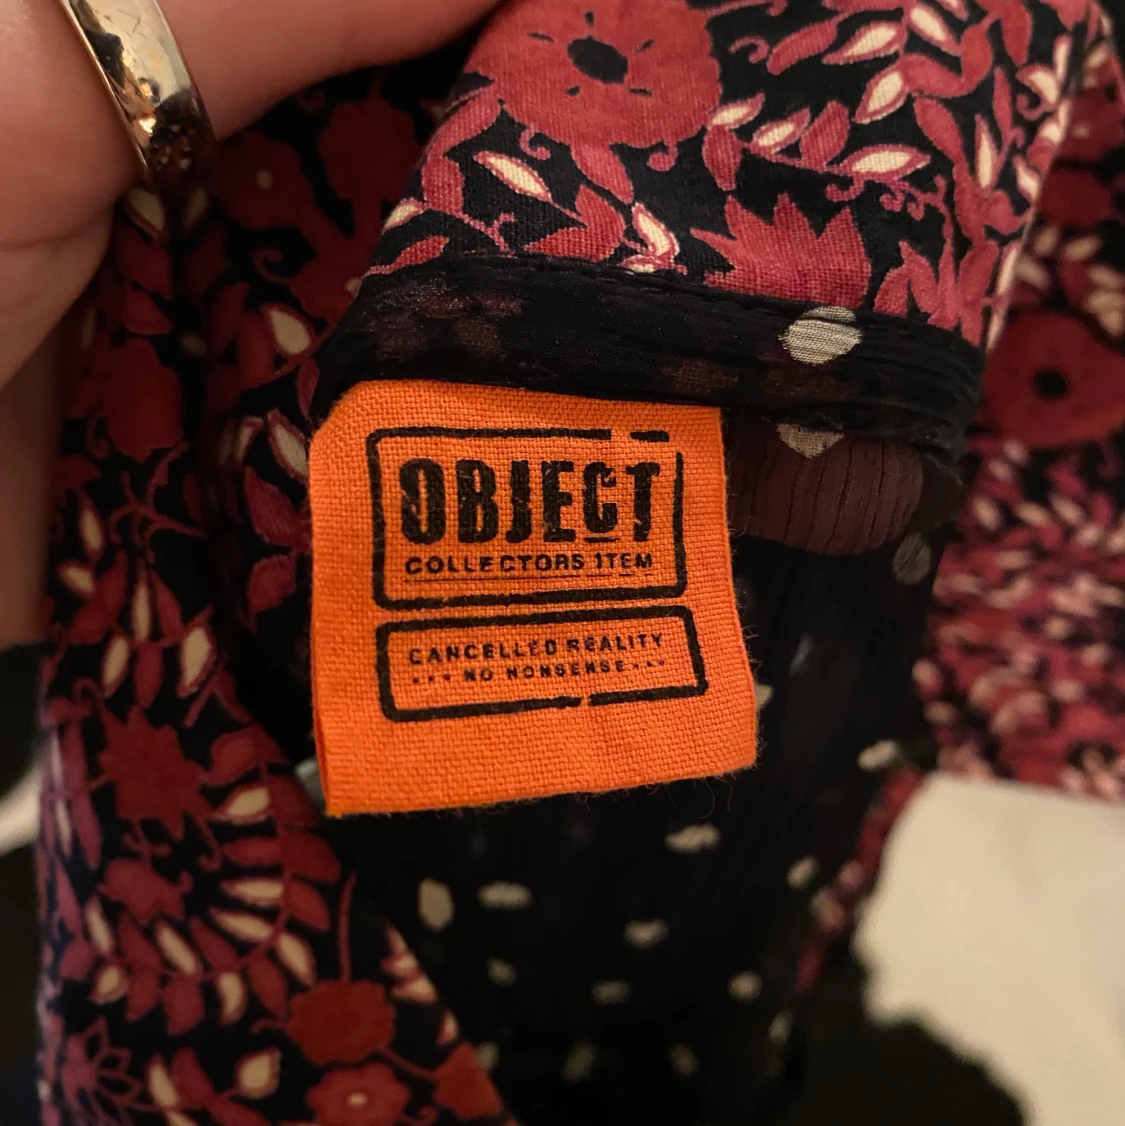 OBJECT
COLLECTORS ITEM
CANCELLED REALITY
••• NO NONSENSE •••